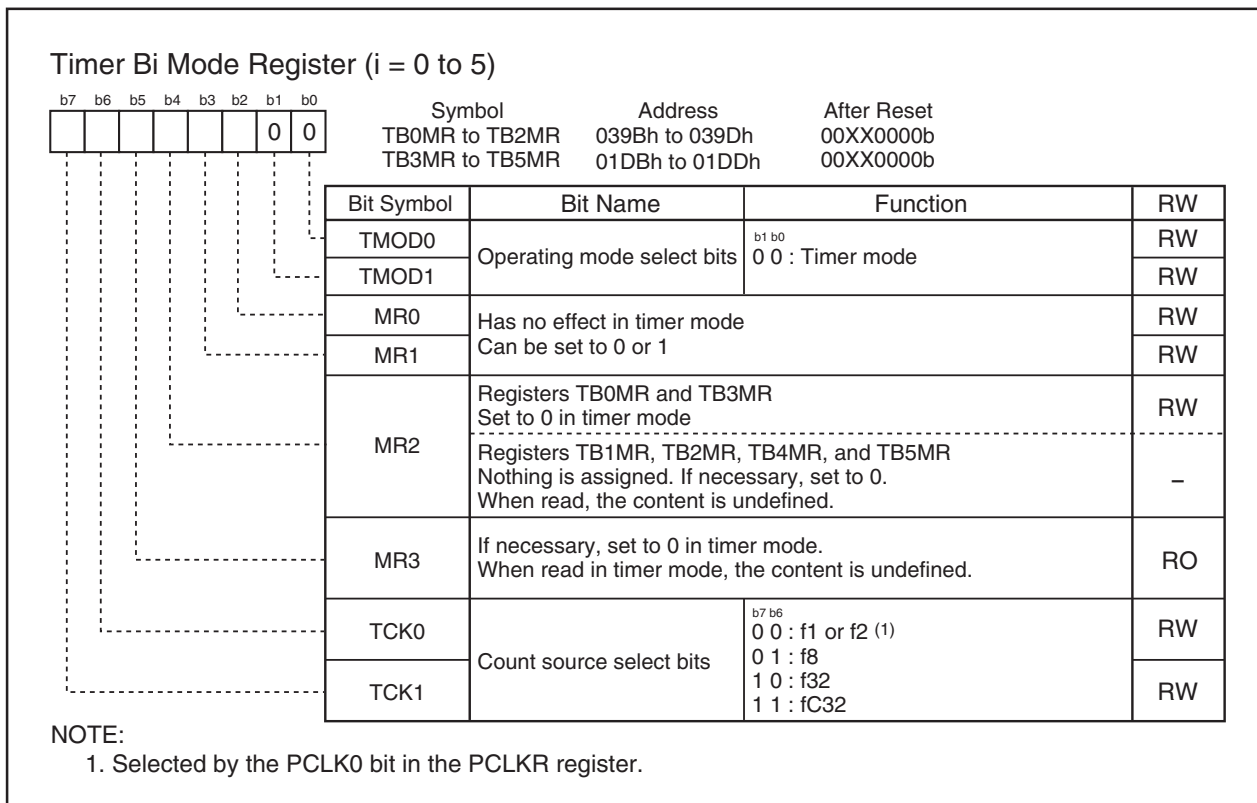 Timer Bi Mode Register (i = 0 to 5)
b7 b6 b5 b4 b3 b2 b1 b0
0 0
Symbol Address After Reset
TB0MR to TB2MR 039Bh to 039Dh 00XX0000b
TB3MR to TB5MR 01DBh to 01DDh 00XX0000b
Bit Symbol Bit Name Function RW
TMOD0 Operating mode select bits b1 b0 RW
0 0 : Timer mode
TMOD1 RW
MR0 Has no effect in timer mode RW
MR1 Can be set to 0 or 1 RW
MR2 Registers TB0MR and TB3MR RW
Set to 0 in timer mode
Registers TB1MR, TB2MR, TB4MR, and TB5MR
Nothing is assigned. If necessary, set to 0. –
When read, the content is undefined.
MR3 If necessary, set to 0 in timer mode. RO
When read in timer mode, the content is undefined.
TCK0 Count source select bits b7 b6 RW
0 0 : f1 or f2 (1)
0 1 : f8
TCK1 1 0 : f32 RW
1 1 : fC32
NOTE:
1. Selected by the PCLK0 bit in the PCLKR register.